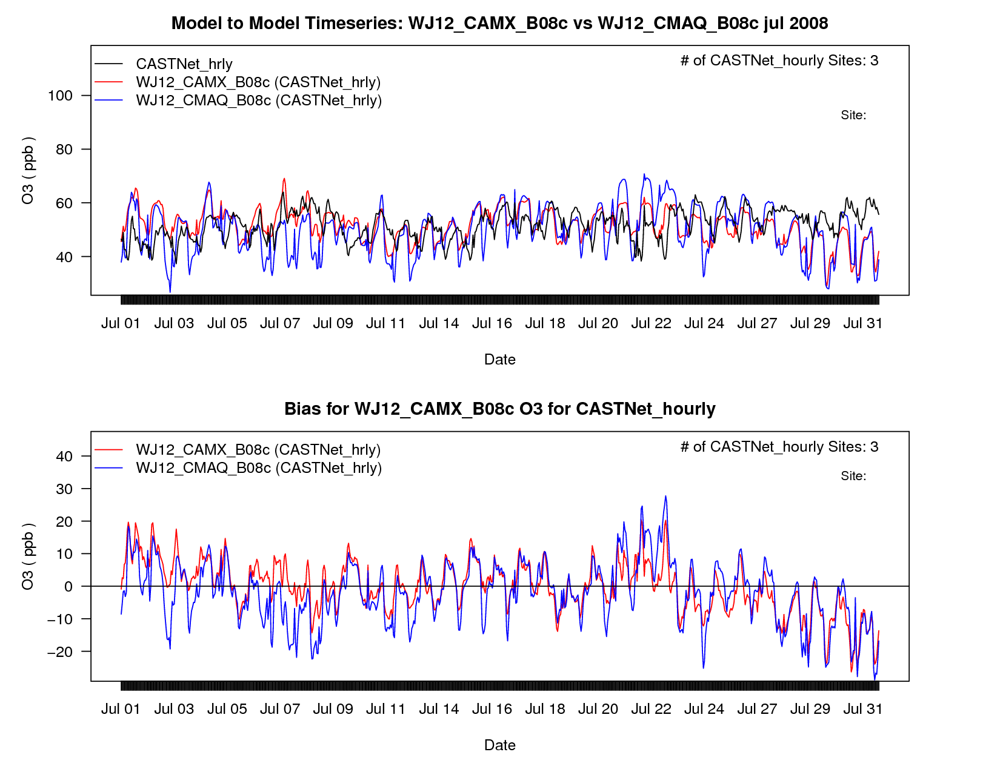 Model to Model Timeseries: WJ12_CAMX_B08c vs WJ12_CMAQ_B08c jul 2008
CASTNet_hrly
WJ12_CAMX_B08c (CASTNet_hrly)
WJ12_CMAQ_B08c (CASTNet_hrly)
# of CASTNet_hourly Sites: 3
Site:
O3 ( ppb )
100
80
60
40
Jul 01 Jul 03 Jul 05 Jul 07 Jul 09 Jul 11 Jul 14 Jul 16 Jul 18 Jul 20 Jul 22 Jul 24 Jul 27 Jul 29 Jul 31
Date
Bias for WJ12_CAMX_B08c O3 for CASTNet_hourly
WJ12_CAMX_B08c (CASTNet_hrly)
WJ12_CMAQ_B08c (CASTNet_hrly)
# of CASTNet_hourly Sites: 3
Site:
O3 ( ppb )
40
30
20
10
0
−10
−20
Jul 01 Jul 03 Jul 05 Jul 07 Jul 09 Jul 11 Jul 14 Jul 16 Jul 18 Jul 20 Jul 22 Jul 24 Jul 27 Jul 29 Jul 31
Date